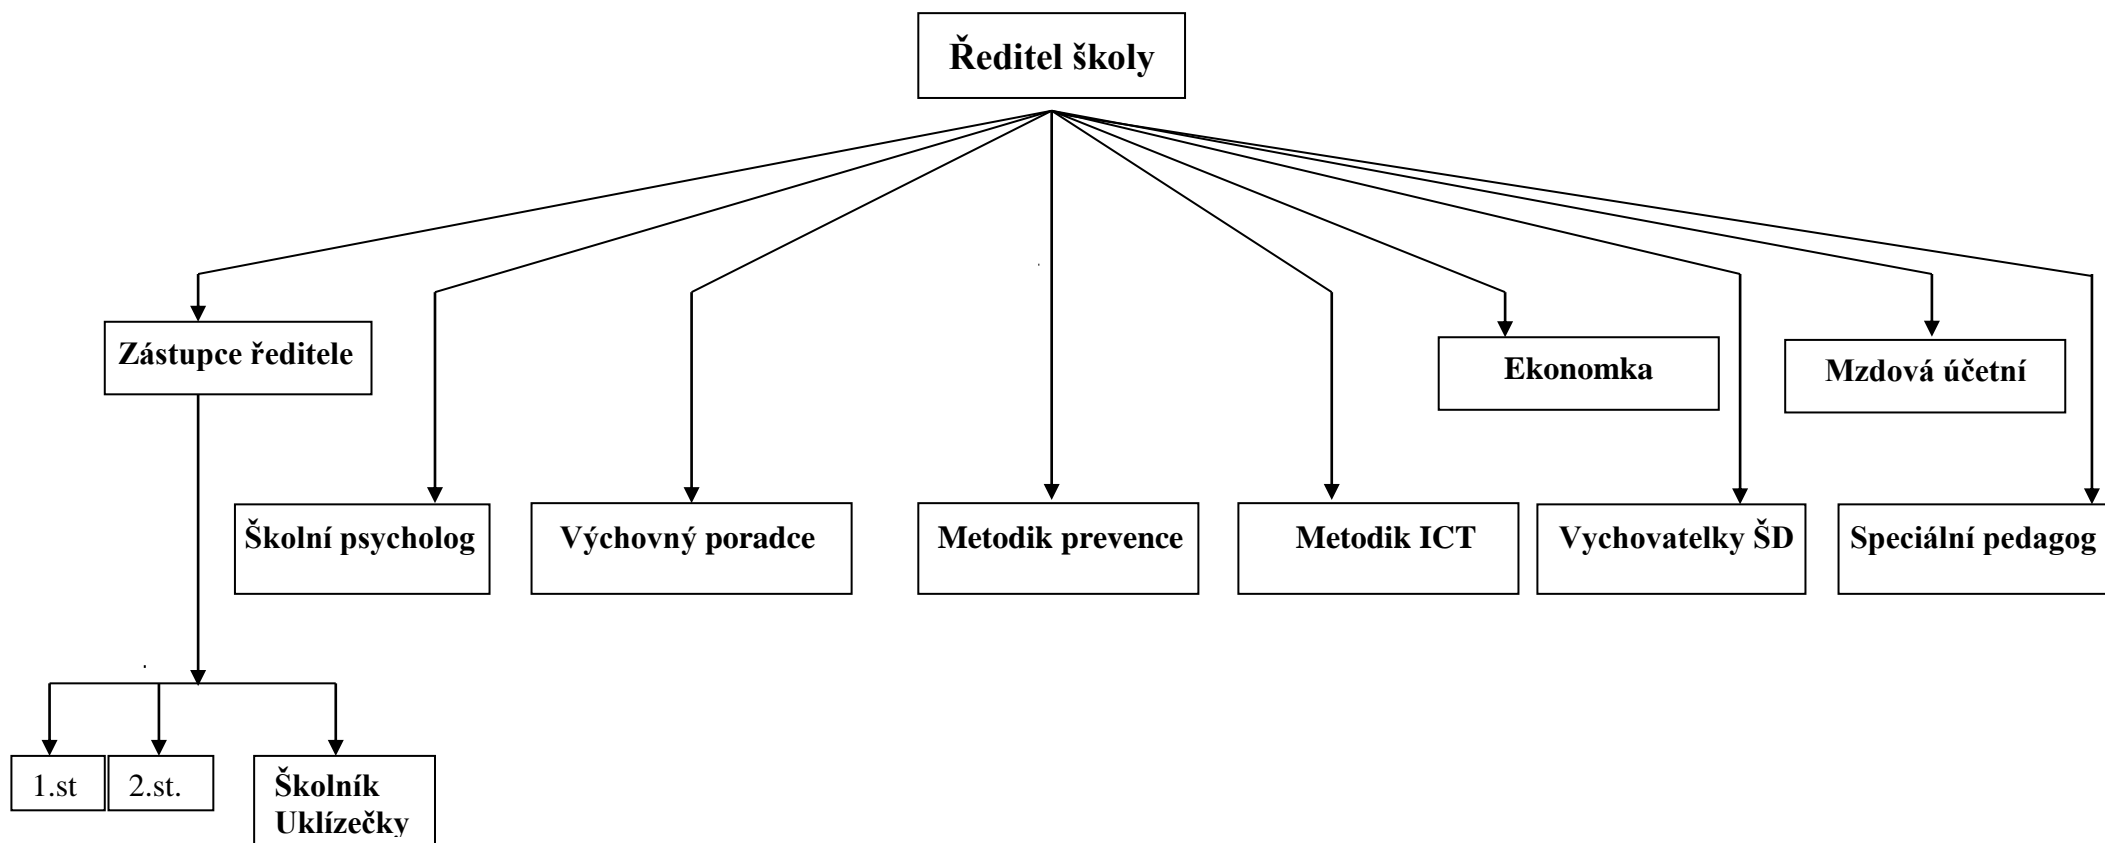 Ředitel školy
Zástupce ředitele
Ekonomka
Mzdová účetní
Školní psycholog
Výchovný poradce
Metodik prevence
Metodik ICT
Vychovatelky ŠD
Speciální pedagog
1.st
2.st.
Školník
Uklízečky